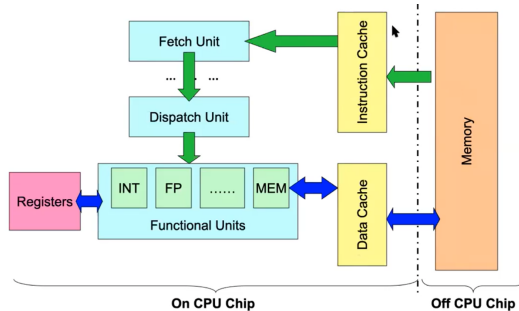 Fetch Unit
... . ...
Dispatch Unit
Instruction Cache
Memory
Registers
INT
FP
......
MEM
Functional Units
Data Cache
On CPU Chip
Off CPU Chip